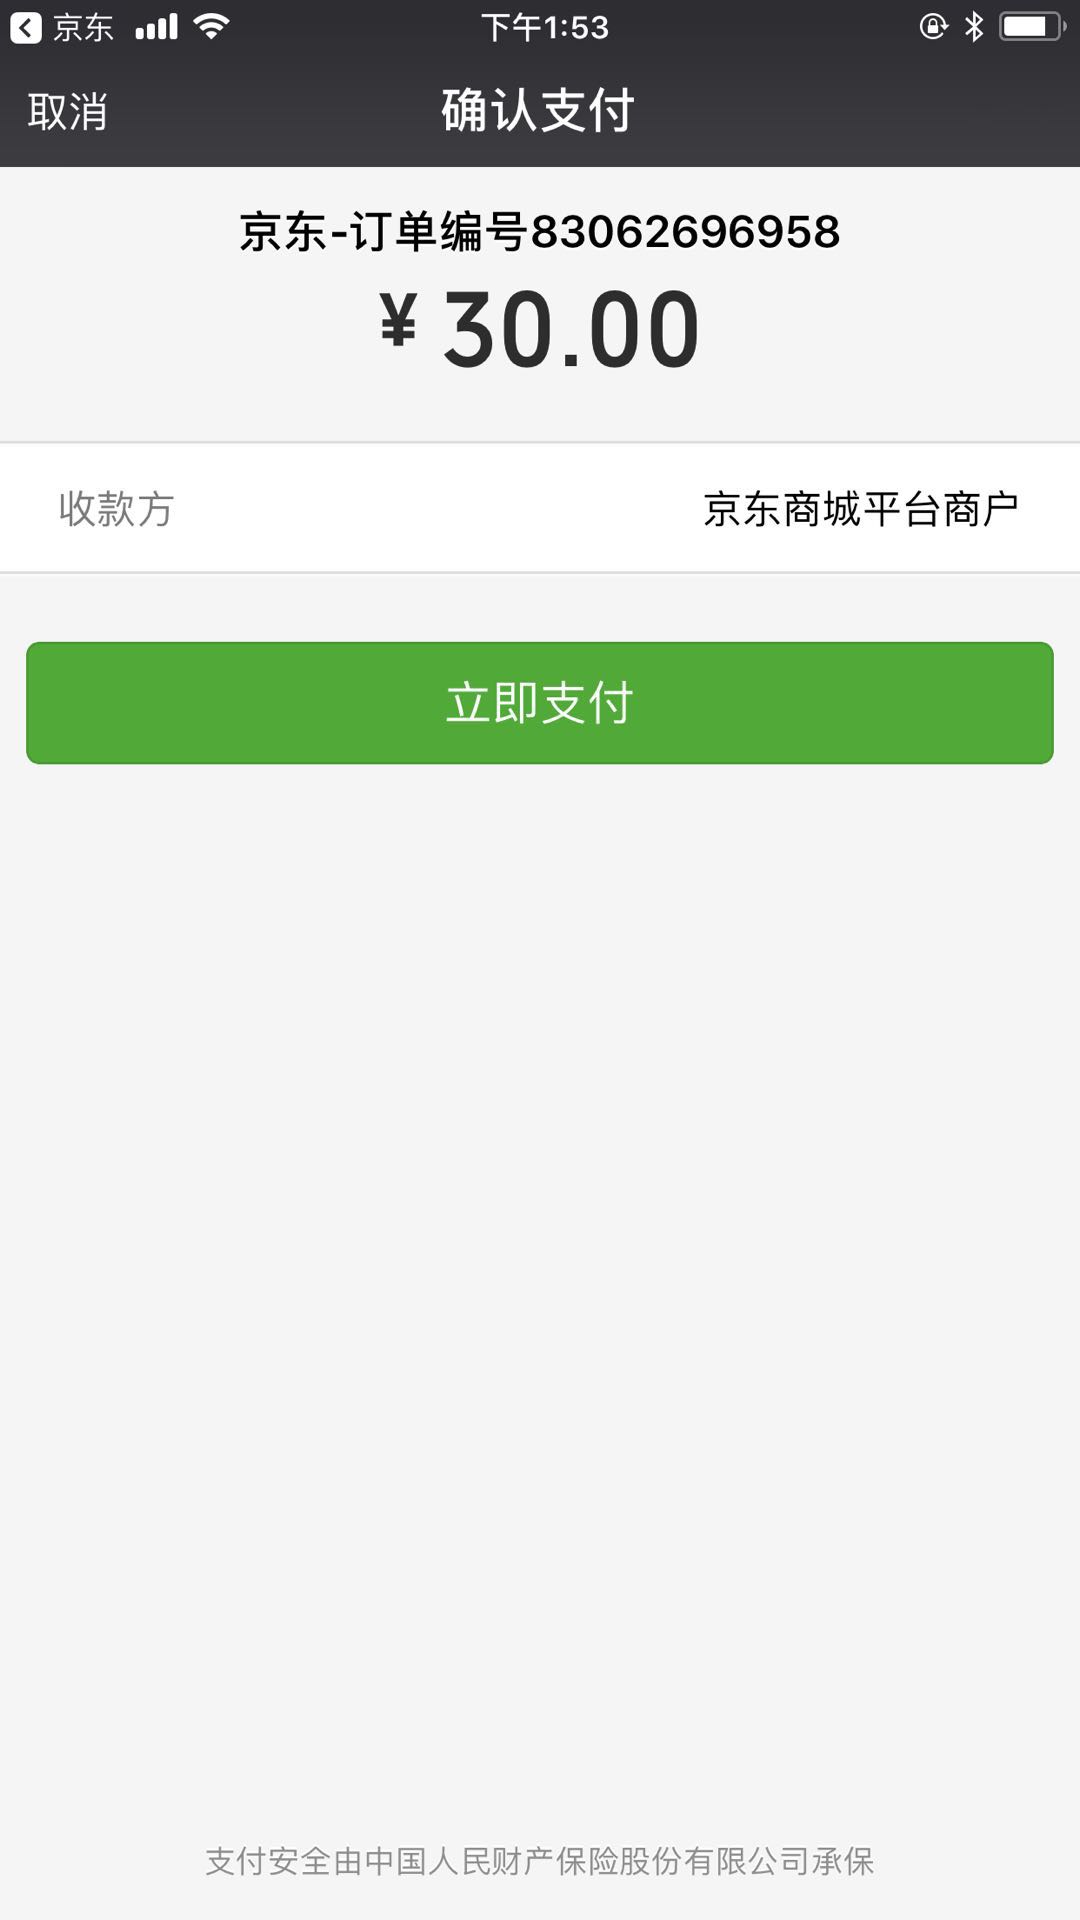 京东
下午1:53
取消
确认支付
京东-订单编号83062696958
¥ 30.00
收款方
京东商城平台商户
立即支付
支付安全由中国人民财产保险股份有限公司承保